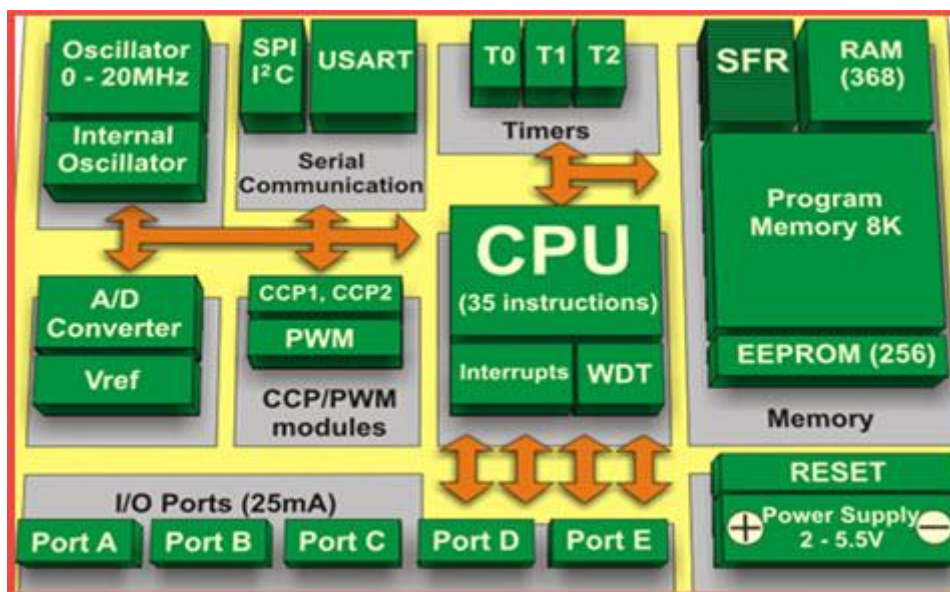 Oscillator
0 - 20MHz
Internal
Oscillator
SPI
I²C
USART
Serial
Communication
T0
T1
T2
Timers
SFR
RAM
(368)
Program
Memory 8K
EEPROM (256)
Memory
CPU
(35 instructions)
Interrupts
WDT
A/D
Converter
Vref
CCP1, CCP2
PWM
CCP/PWM
modules
I/O Ports (25mA)
Port A
Port B
Port C
Port D
Port E
RESET
+
Power Supply
2 - 5.5V
−